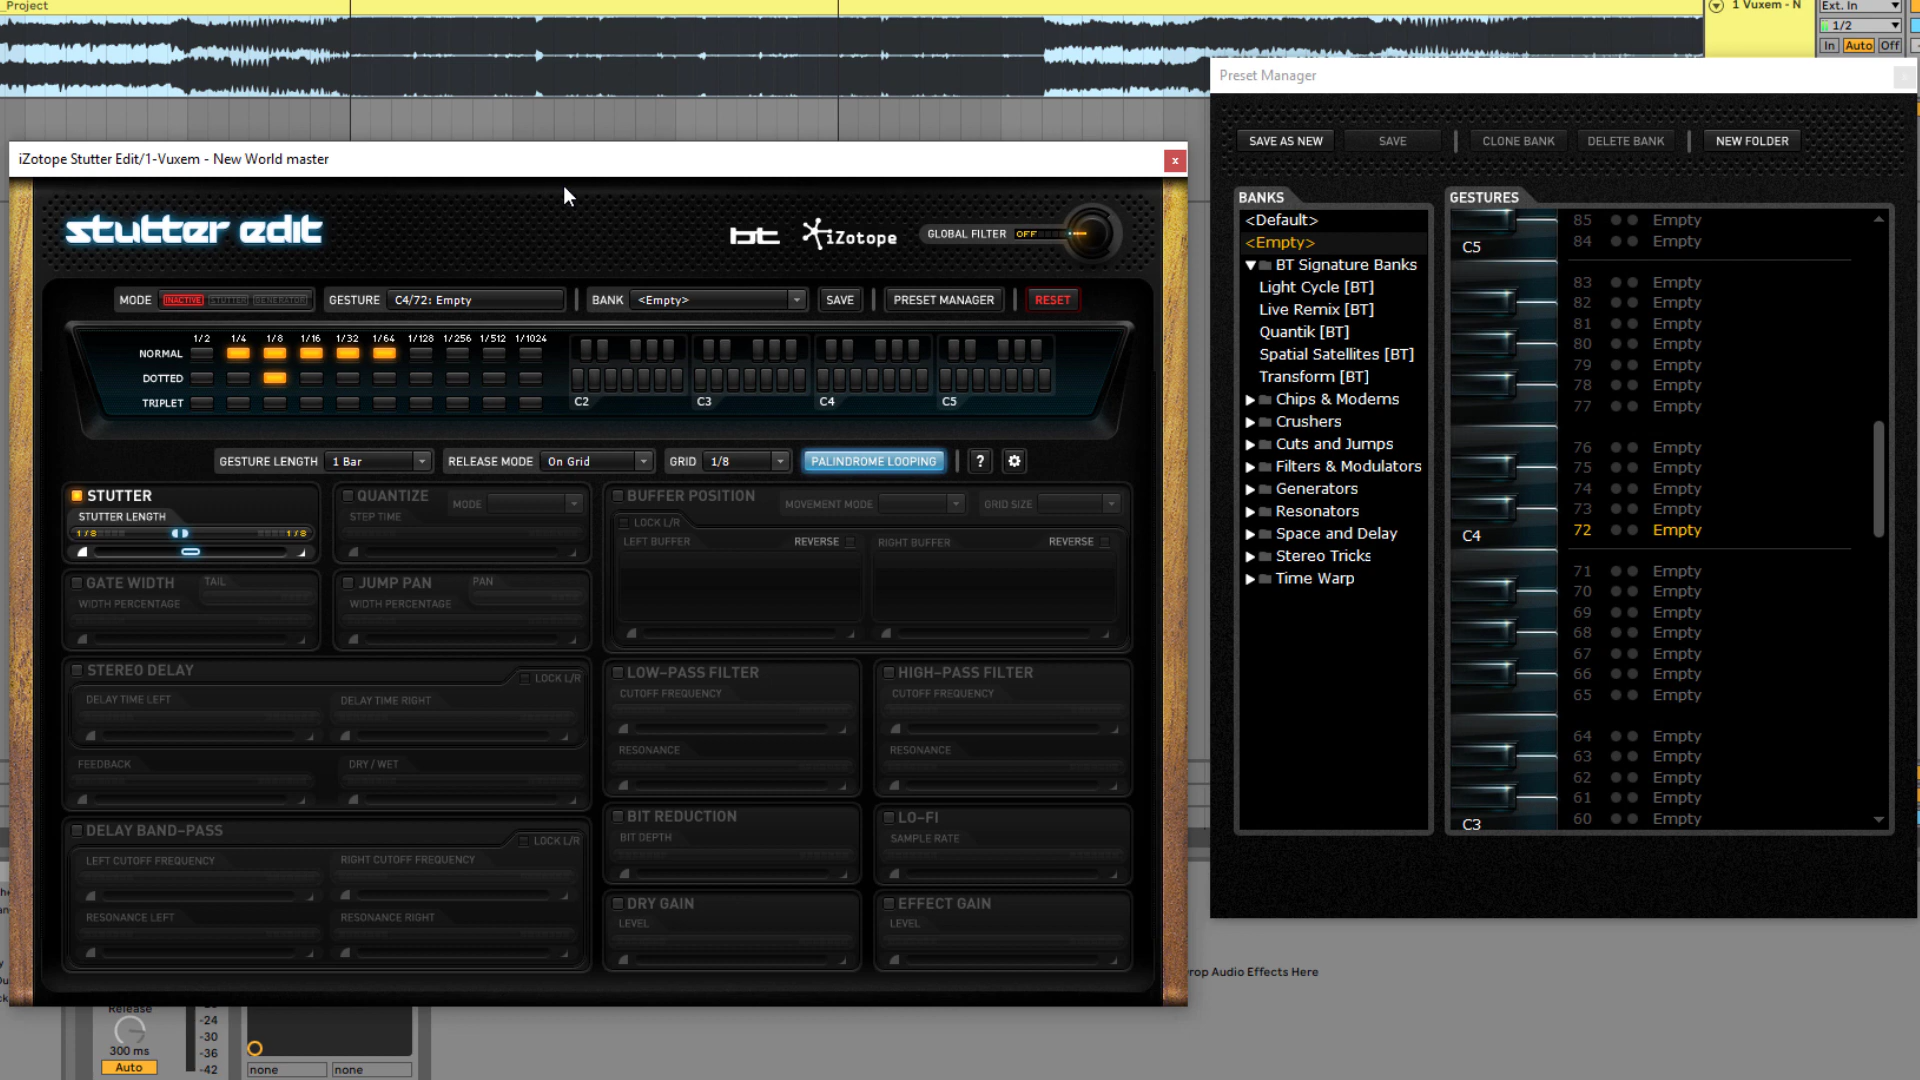 _Project
1 Vuxem - N
Ext. In
1/2
In Auto Off
Preset Manager
SAVE AS NEW SAVE CLONE BANK DELETE BANK NEW FOLDER
iZotope Stutter Edit/1-Vuxem - New World master
x
stutter edit
bt iZotope
GLOBAL FILTER OFF
MODE INACTIVE STUTTER GENERATOR GESTURE C4/72: Empty BANK <Empty> SAVE PRESET MANAGER RESET
1/2 1/4 1/8 1/16 1/32 1/64 1/128 1/256 1/512 1/1024
NORMAL
DOTTED
TRIPLET
C2 C3 C4 C5
GESTURE LENGTH 1 Bar RELEASE MODE On Grid GRID 1/8 PALINDROME LOOPING ?
STUTTER
STUTTER LENGTH
1/8 1/8
QUANTIZE MODE
STEP TIME
BUFFER POSITION MOVEMENT MODE GRID SIZE
LOCK L/R
LEFT BUFFER REVERSE RIGHT BUFFER REVERSE
GATE WIDTH TAIL
WIDTH PERCENTAGE
JUMP PAN PAN
WIDTH PERCENTAGE
STEREO DELAY LOCK L/R
DELAY TIME LEFT DELAY TIME RIGHT
FEEDBACK DRY / WET
LOW-PASS FILTER
CUTOFF FREQUENCY
RESONANCE
HIGH-PASS FILTER
CUTOFF FREQUENCY
RESONANCE
DELAY BAND-PASS LOCK L/R
LEFT CUTOFF FREQUENCY RIGHT CUTOFF FREQUENCY
RESONANCE LEFT RESONANCE RIGHT
BIT REDUCTION
BIT DEPTH
LO-FI
SAMPLE RATE
DRY GAIN
LEVEL
EFFECT GAIN
LEVEL
BANKS
<Default>
<Empty>
BT Signature Banks
Light Cycle [BT]
Live Remix [BT]
Quantik [BT]
Spatial Satellites [BT]
Transform [BT]
Chips & Modems
Crushers
Cuts and Jumps
Filters & Modulators
Generators
Resonators
Space and Delay
Stereo Tricks
Time Warp
GESTURES
85 Empty
C5
84 Empty
83 Empty
82 Empty
81 Empty
80 Empty
79 Empty
78 Empty
77 Empty
76 Empty
75 Empty
74 Empty
73 Empty
C4
72 Empty
71 Empty
70 Empty
69 Empty
68 Empty
67 Empty
66 Empty
65 Empty
64 Empty
63 Empty
62 Empty
61 Empty
C3
60 Empty
rop Audio Effects Here
Release
300 ms
Auto
-24
-30
-36
-42
none none